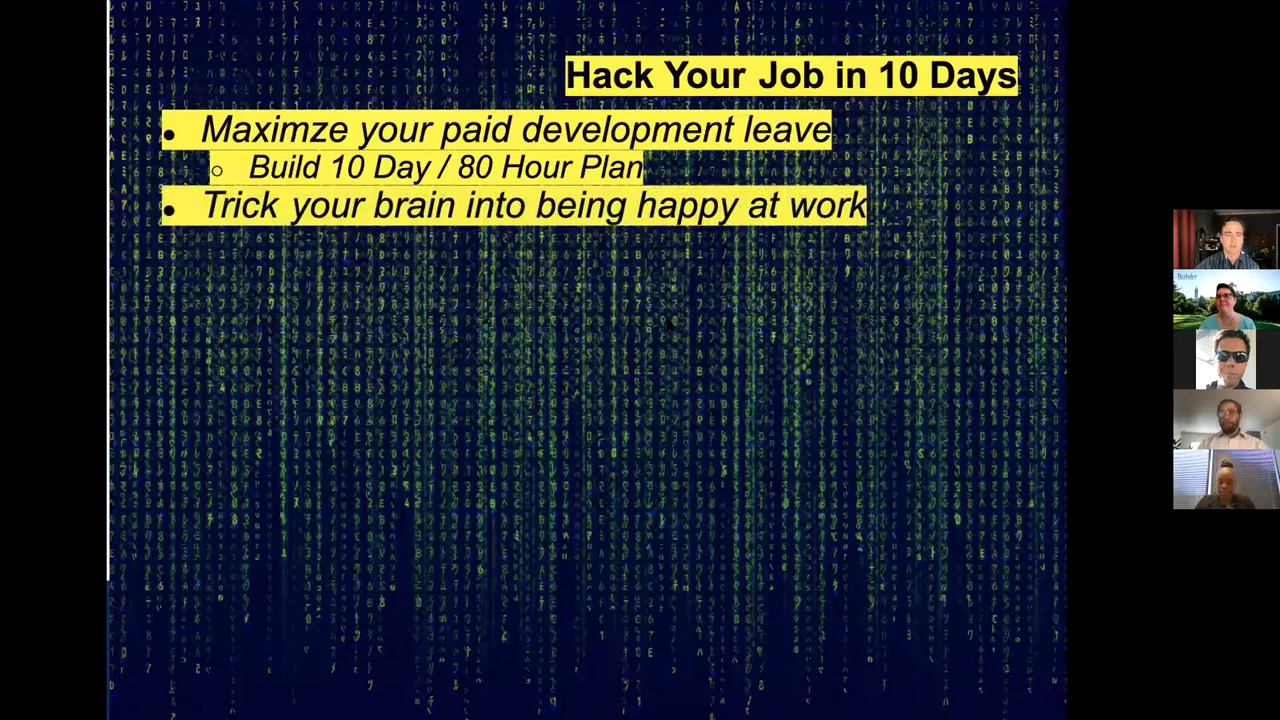 Hack Your Job in 10 Days
● Maximze your paid development leave
○ Build 10 Day / 80 Hour Plan
● Trick your brain into being happy at work
Berkeley